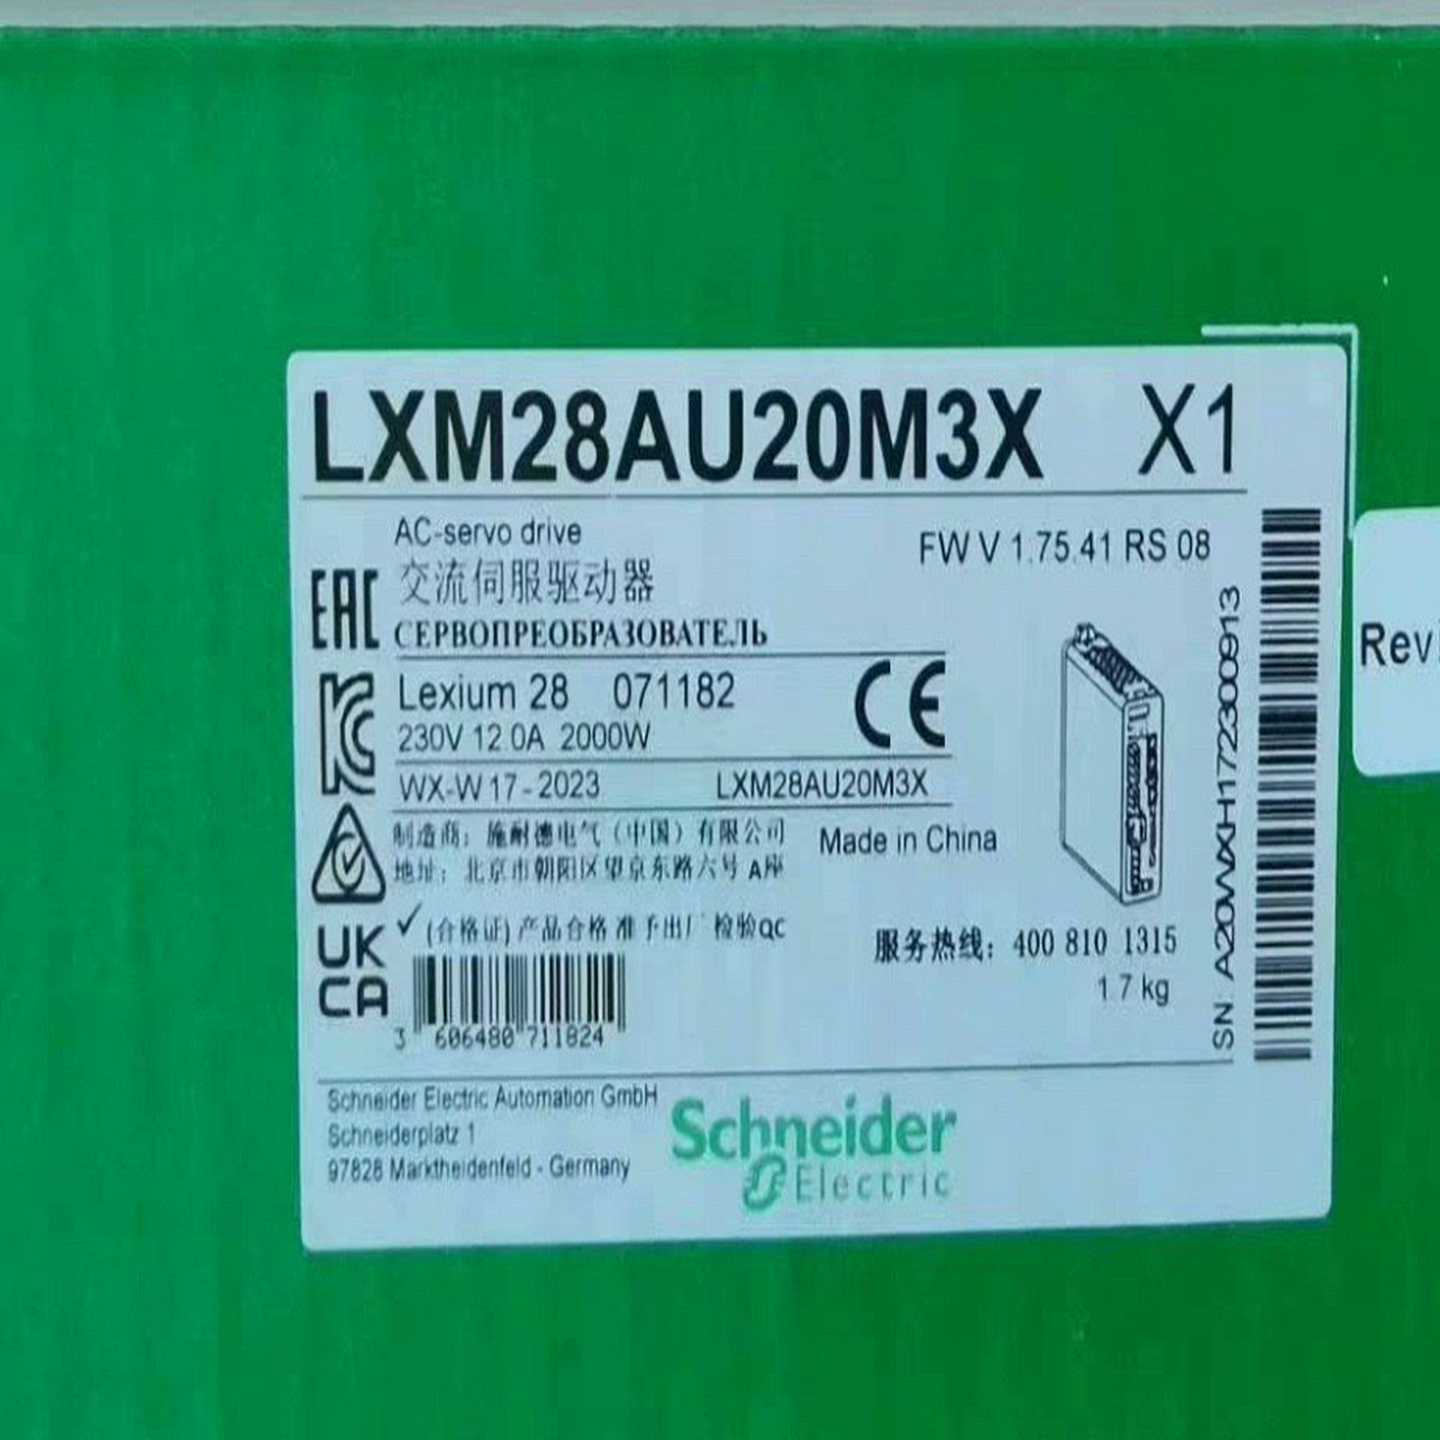 LXM28AU20M3X X1
AC-servo drive
FW V 1.75.41 RS 08
交流伺服驱动器
EAC
СЕРВОПРЕОБРАЗОВАТЕЛЬ
Lexium 28 071182
CE
230V 12.0A 2000W
WX-W 17-2023 LXM28AU20M3X
制造商：施耐德电气（中国）有限公司
Made in China
地址：北京市朝阳区望京东路六号 A座
UK
CA
✓(合格证)产品合格 准予出厂 检验QC
服务热线：400 810 1315
1.7 kg
3 606480 711824
SN A20WXH172300913
Schneider Electric Automation GmbH
Schneiderplatz 1
97828 Marktheidenfeld - Germany
Schneider
Electric